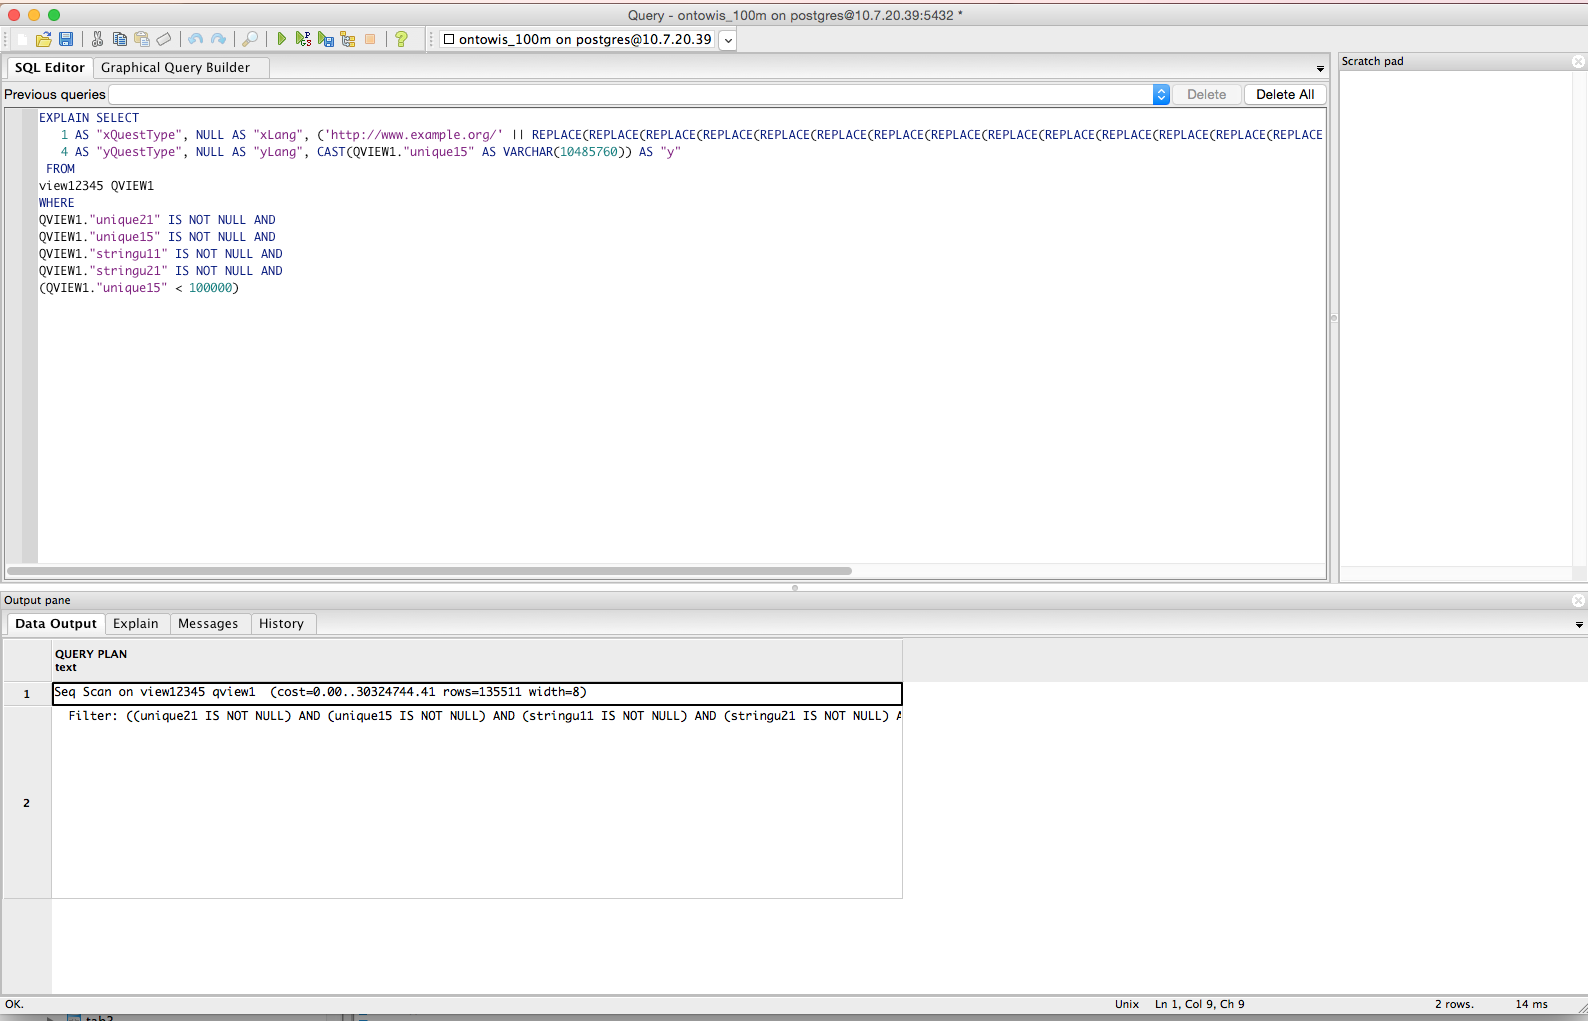 Query - ontowis_100m on postgres@10.7.20.39:5432 *
ontowis_100m on postgres@10.7.20.39
SQL Editor
Graphical Query Builder
Scratch pad
Previous queries
Delete
Delete All
EXPLAIN SELECT
1 AS "xQuestType", NULL AS "xLang", ('http://www.example.org/' || REPLACE(REPLACE(REPLACE(REPLACE(REPLACE(REPLACE(REPLACE(REPLACE(REPLACE(REPLACE(REPLACE(REPLACE(REPLACE(REPLACE
4 AS "yQuestType", NULL AS "yLang", CAST(QVIEW1."unique15" AS VARCHAR(10485760)) AS "y"
FROM
view12345 QVIEW1
WHERE
QVIEW1."unique21" IS NOT NULL AND
QVIEW1."unique15" IS NOT NULL AND
QVIEW1."stringu11" IS NOT NULL AND
QVIEW1."stringu21" IS NOT NULL AND
(QVIEW1."unique15" < 100000)
Output pane
Data Output
Explain
Messages
History
QUERY PLAN
text
1
Seq Scan on view12345 qview1 (cost=0.00..30324744.41 rows=135511 width=8)
Filter: ((unique21 IS NOT NULL) AND (unique15 IS NOT NULL) AND (stringu11 IS NOT NULL) AND (stringu21 IS NOT NULL) A
2
OK.
Unix
Ln 1, Col 9, Ch 9
2 rows.
14 ms